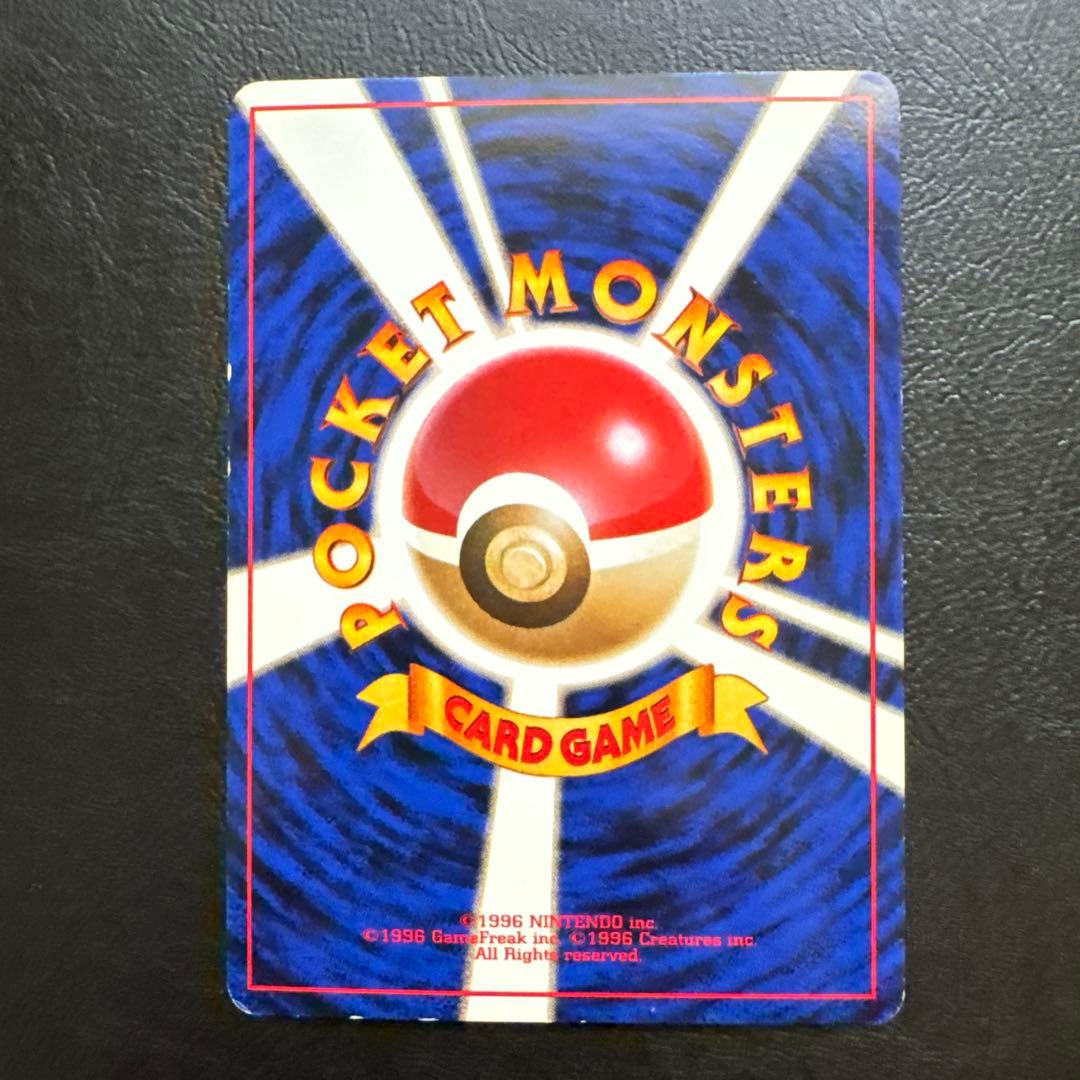 POCKET MONSTERS
CARD GAME
©1996 NINTENDO inc.
©1996 GameFreak inc. ©1996 Creatures inc.
All Rights reserved.